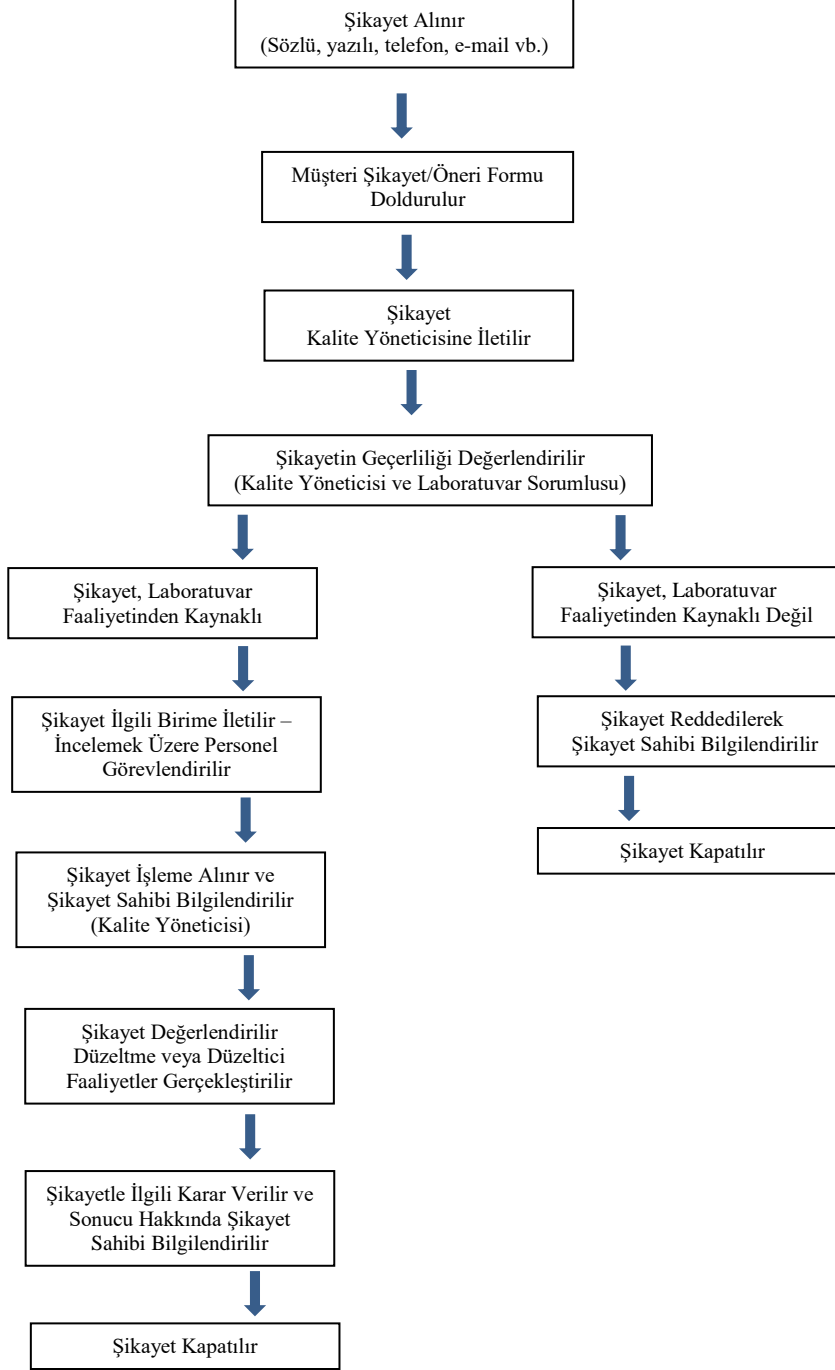 Şikayet Alınır
(Sözlü, yazılı, telefon, e-mail vb.)
Müşteri Şikayet/Öneri Formu
Doldurulur
Şikayet
Kalite Yöneticisine İletilir
Şikayetin Geçerliliği Değerlendirilir
(Kalite Yöneticisi ve Laboratuvar Sorumlusu)
Şikayet, Laboratuvar
Faaliyetinden Kaynaklı
Şikayet, Laboratuvar
Faaliyetinden Kaynaklı Değil
Şikayet İlgili Birime İletilir –
İncelemek Üzere Personel
Görevlendirilir
Şikayet Reddedilerek
Şikayet Sahibi Bilgilendirilir
Şikayet İşleme Alınır ve
Şikayet Sahibi Bilgilendirilir
(Kalite Yöneticisi)
Şikayet Kapatılır
Şikayet Değerlendirilir
Düzeltme veya Düzeltici
Faaliyetler Gerçekleştirilir
Şikayetle İlgili Karar Verilir ve
Sonucu Hakkında Şikayet
Sahibi Bilgilendirilir
Şikayet Kapatılır